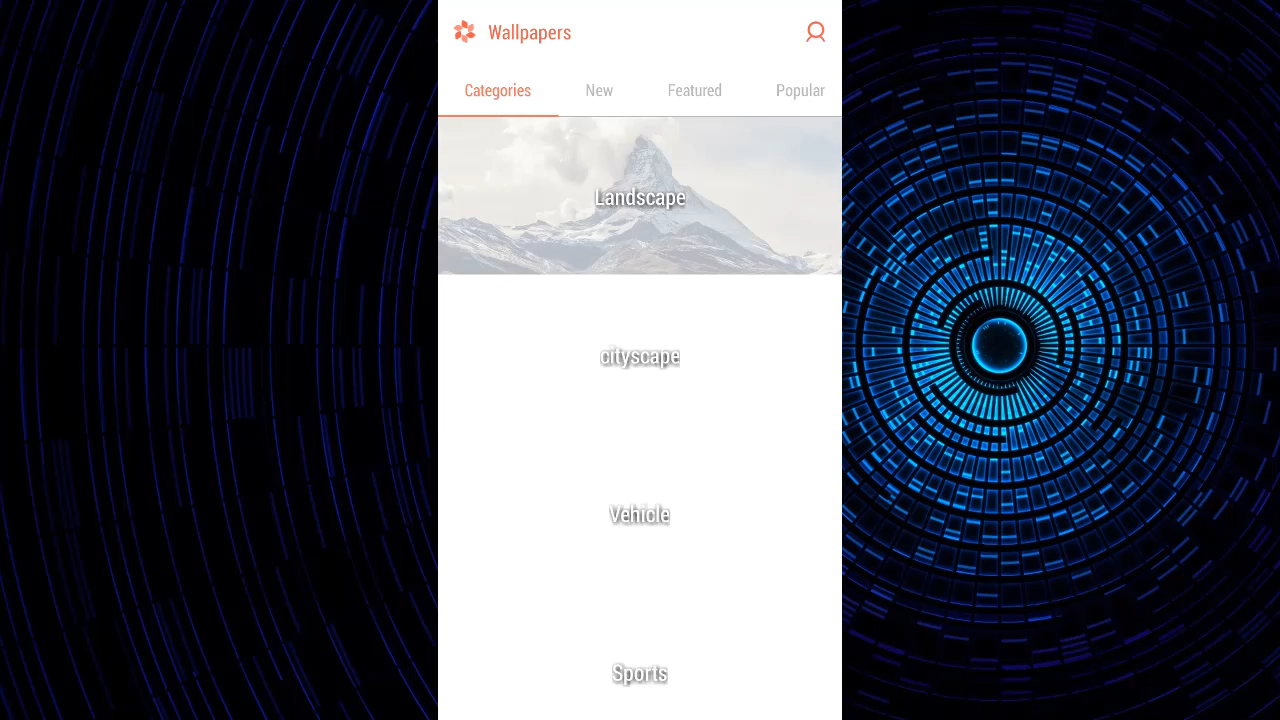 Wallpapers
Categories New Featured Popular
Landscape
cityscape
Vehicle
Sports